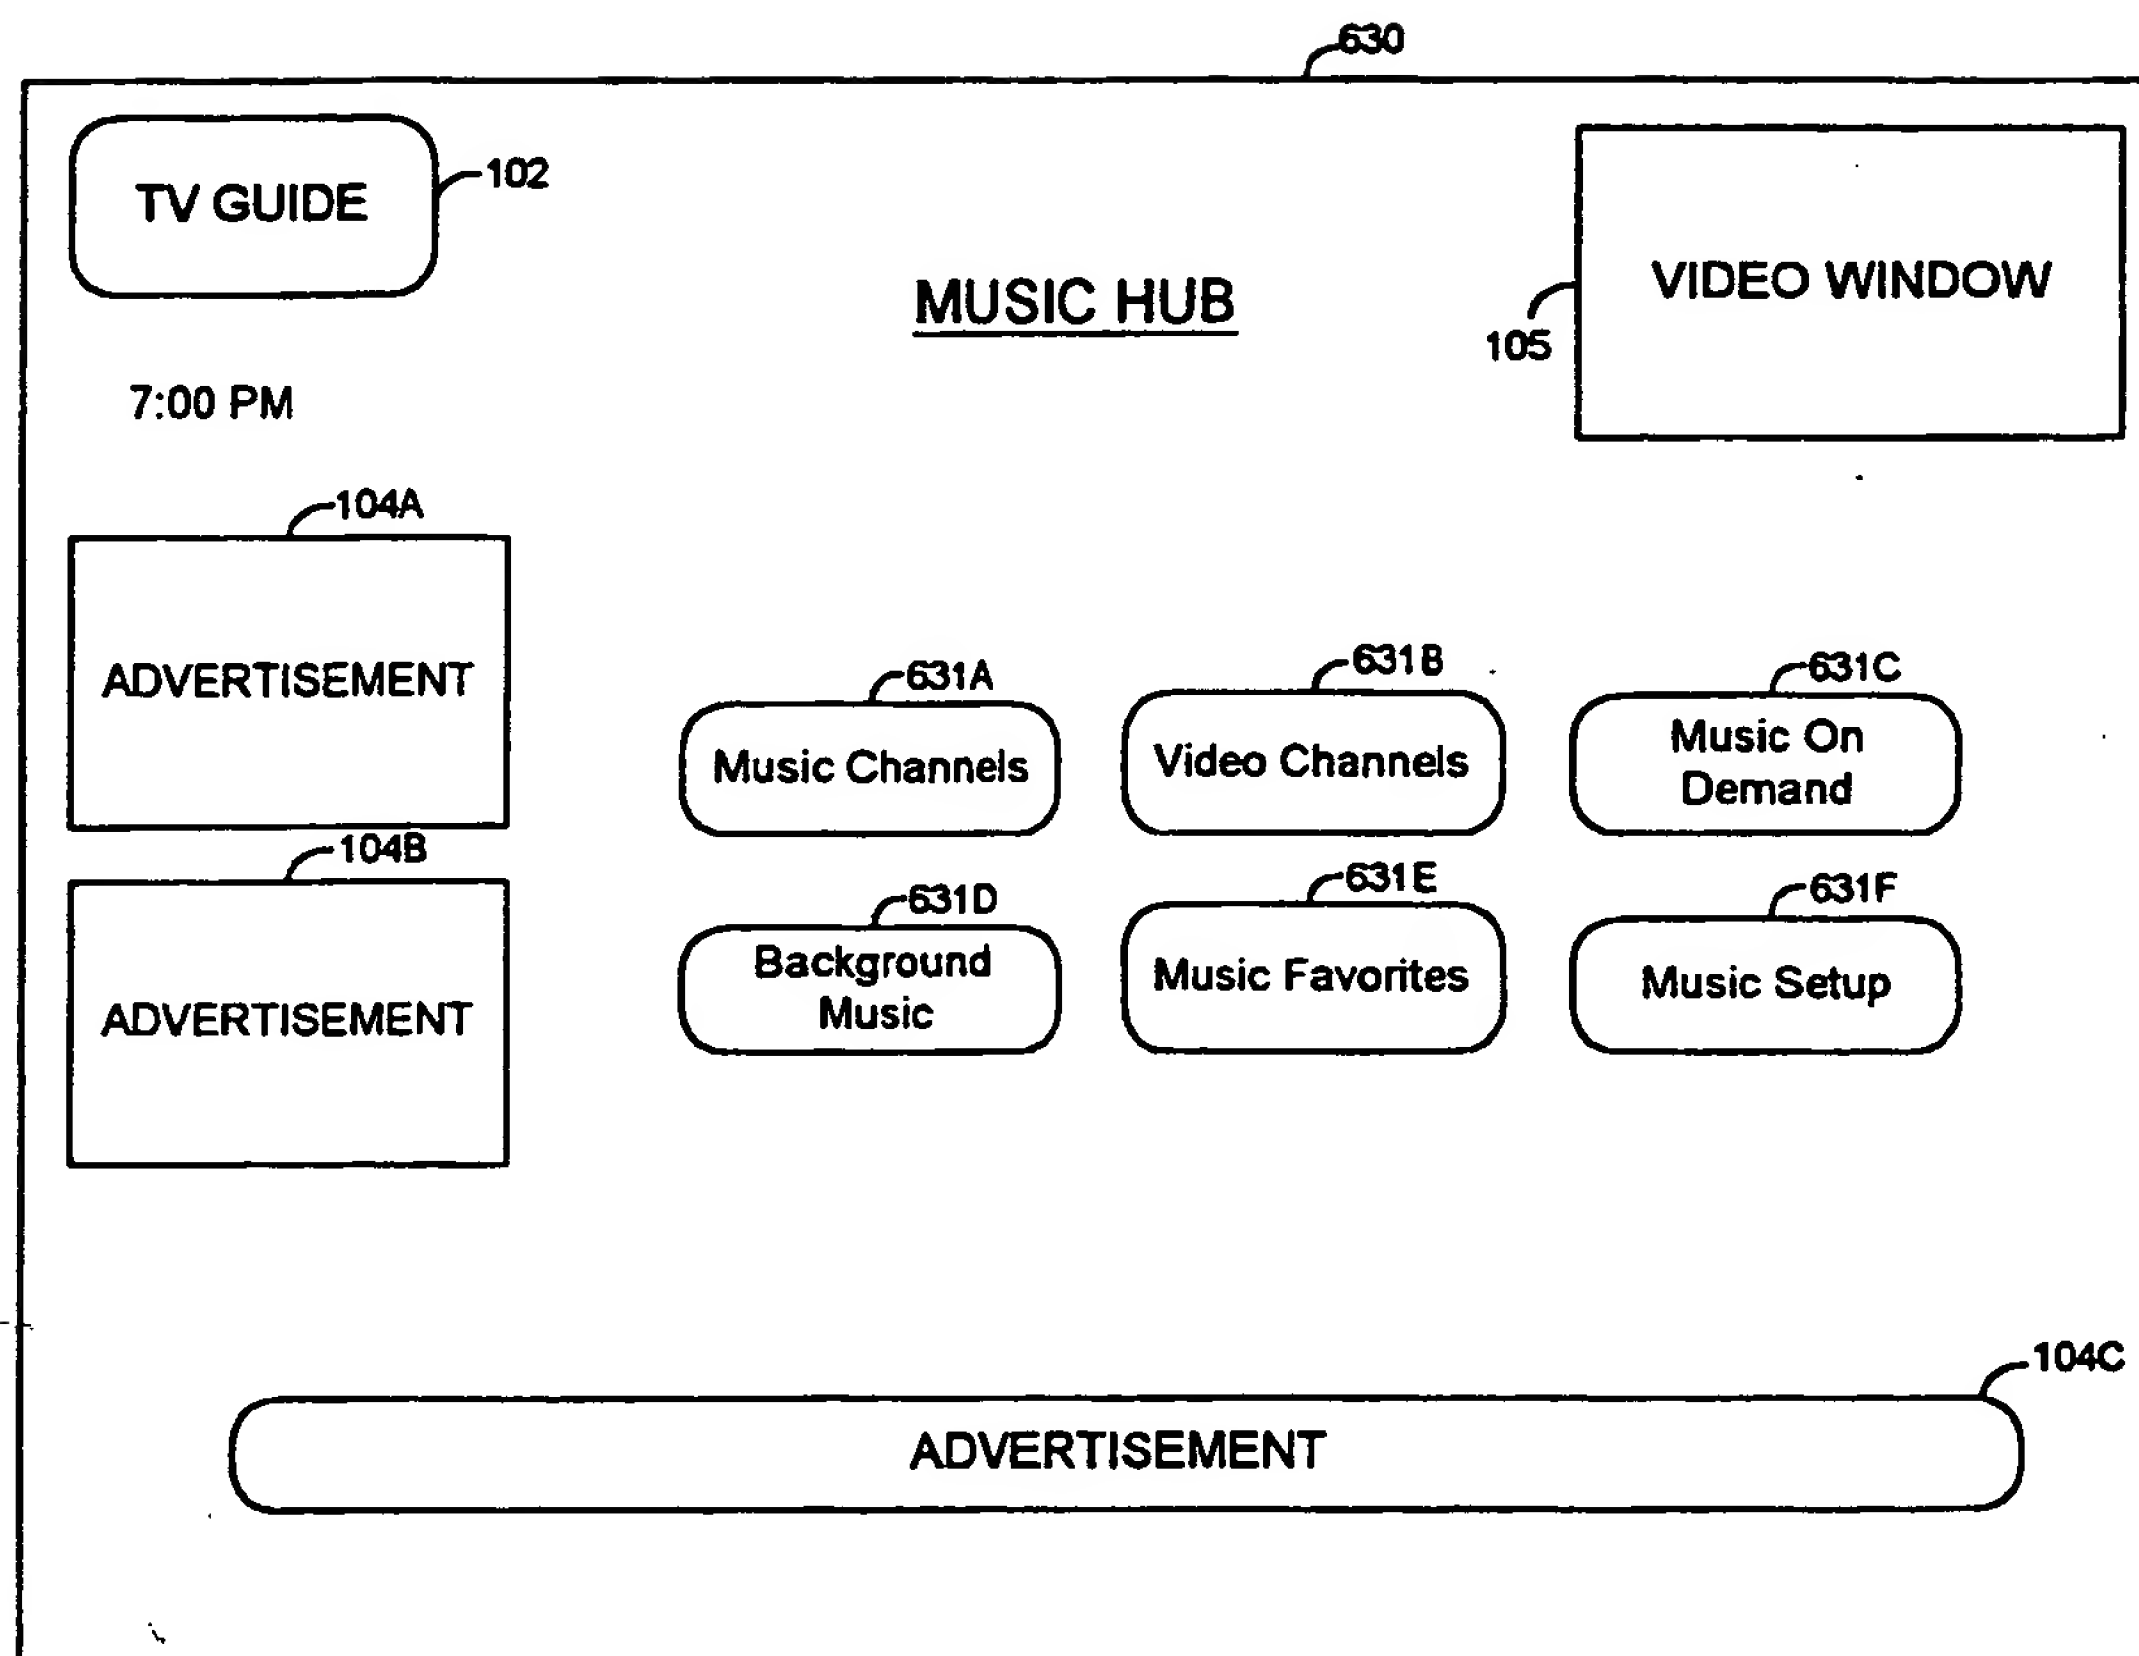 630
TV GUIDE
102
MUSIC HUB
VIDEO WINDOW
105
7:00 PM
104A
ADVERTISEMENT
104B
ADVERTISEMENT
631A
Music Channels
631B
Video Channels
631C
Music On
Demand
631D
Background
Music
631E
Music Favorites
631F
Music Setup
104C
ADVERTISEMENT